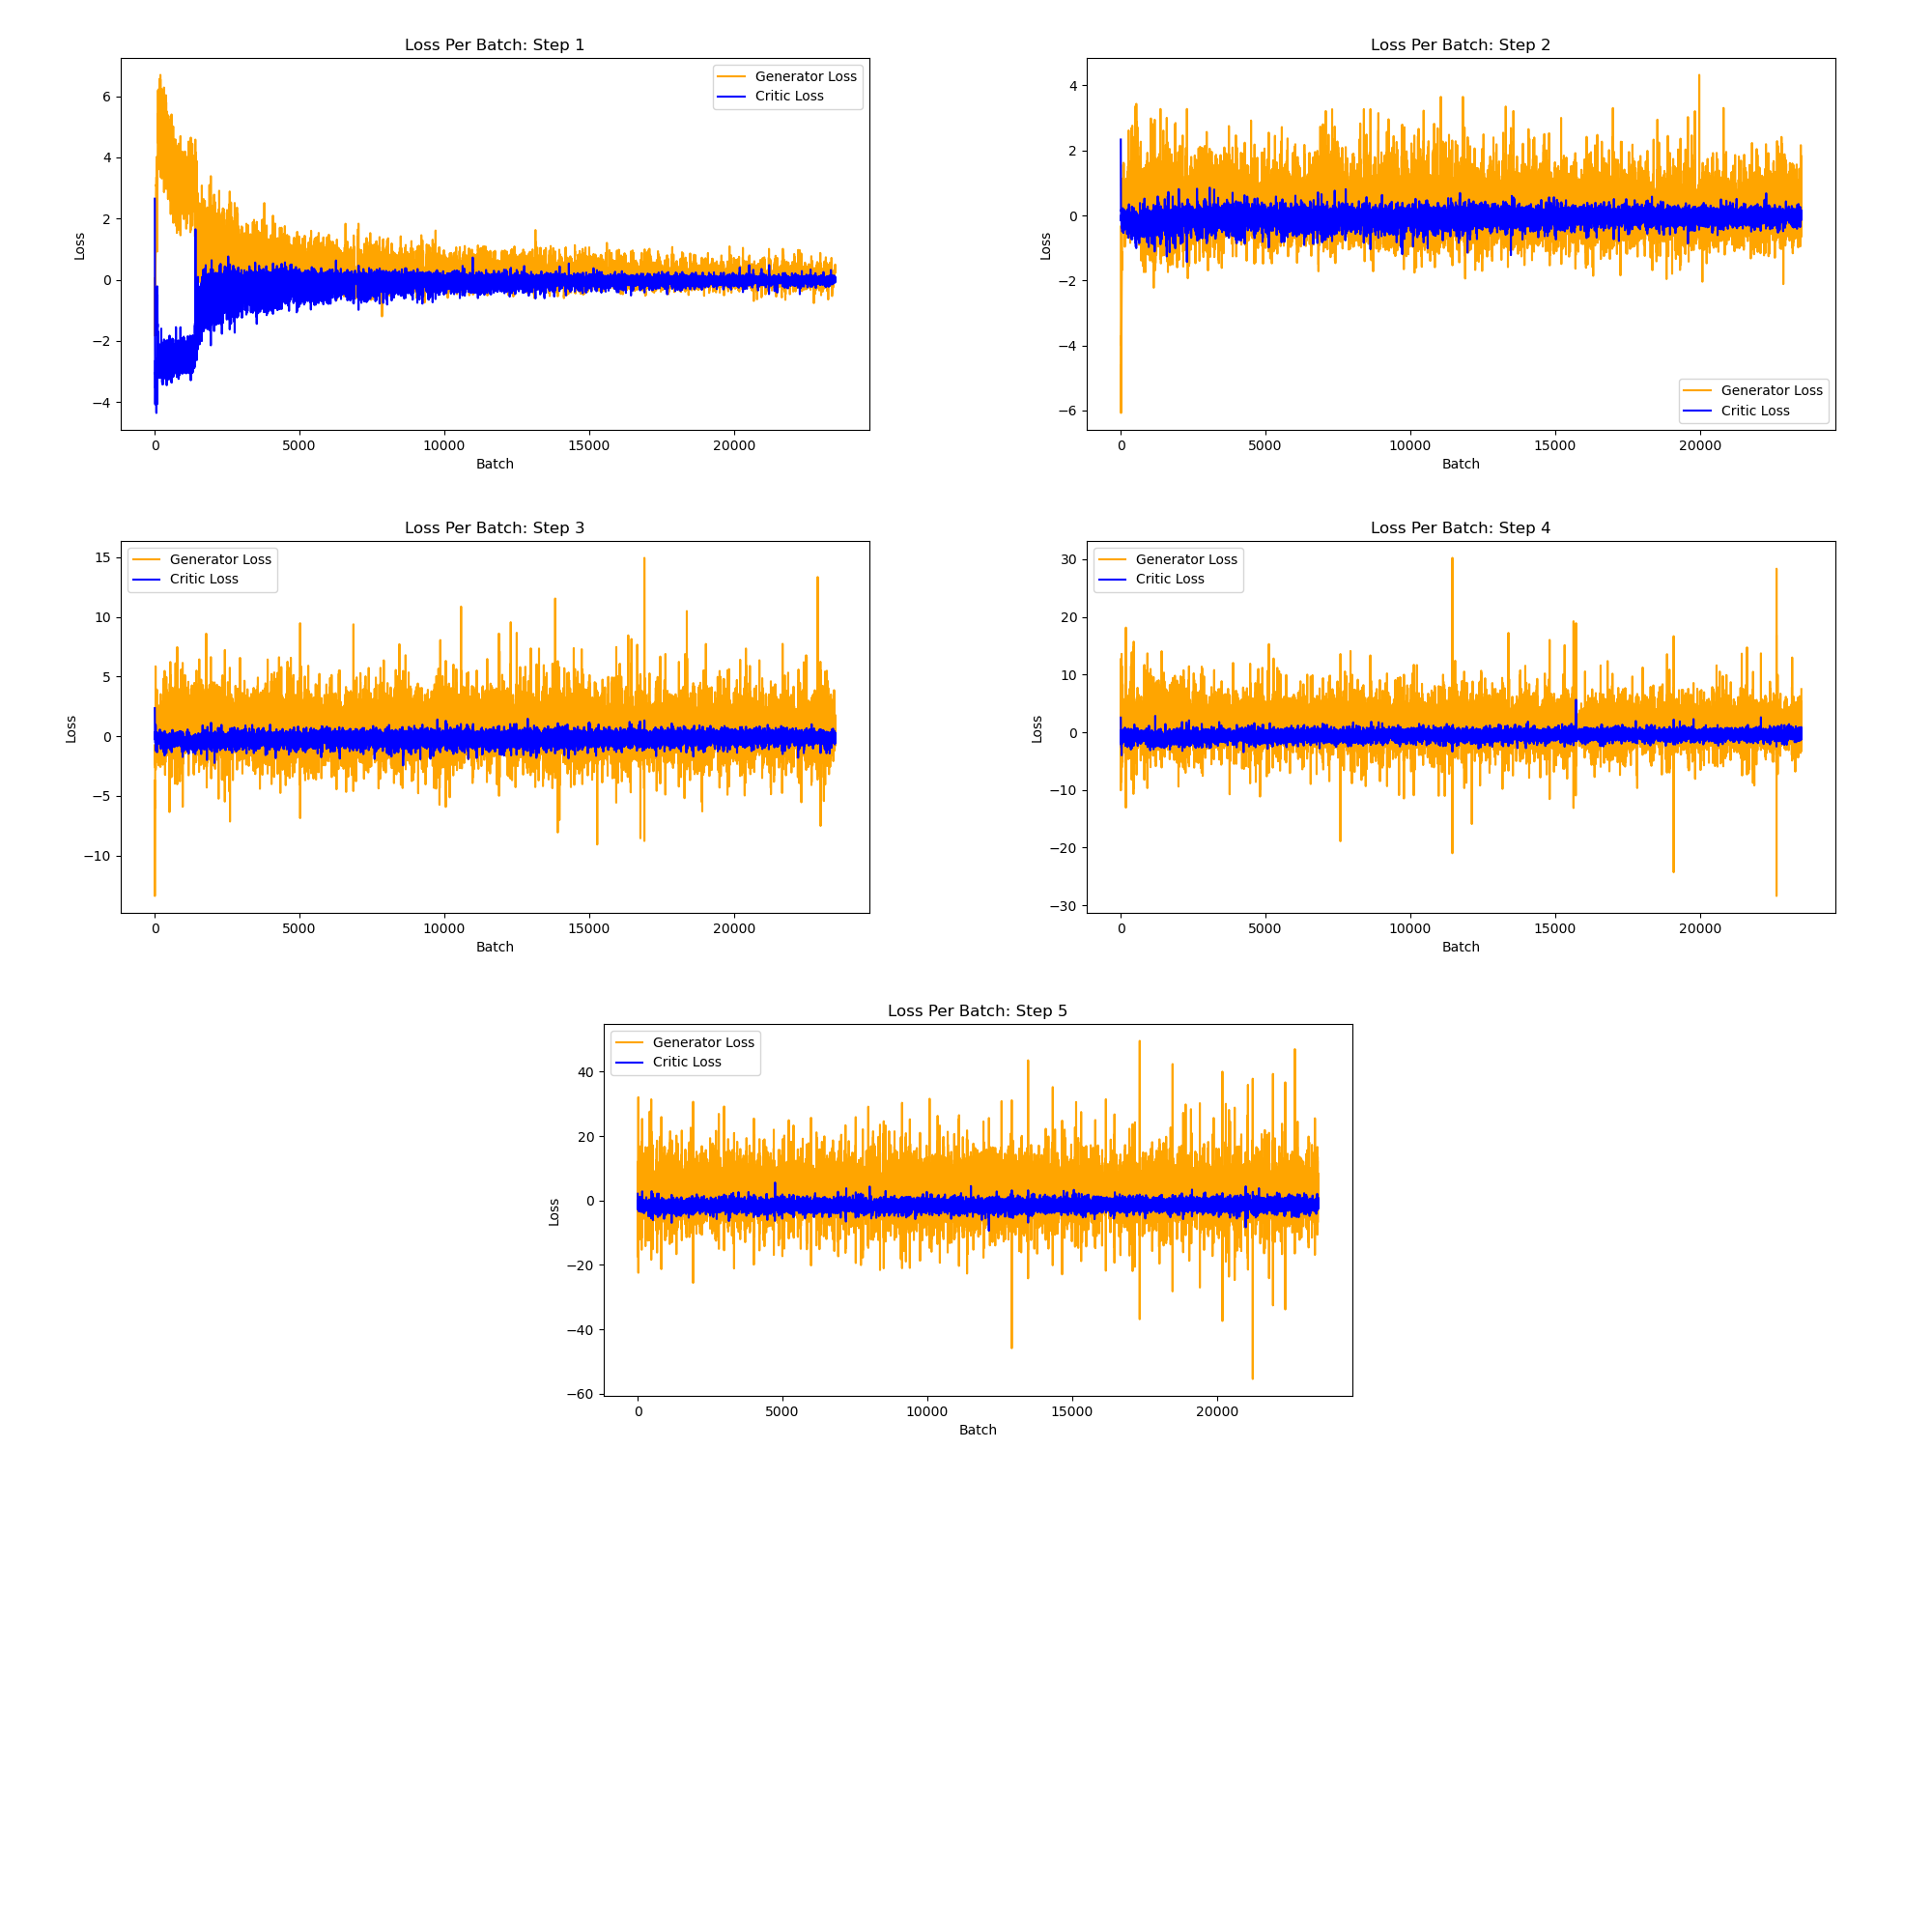 Loss Per Batch: Step 1
Generator Loss
Critic Loss
6
4
2
0
−2
−4
Loss
0 5000 10000 15000 20000
Batch
Loss Per Batch: Step 2
4
2
0
−2
−4
−6
Loss
Generator Loss
Critic Loss
0 5000 10000 15000 20000
Batch
Loss Per Batch: Step 3
Generator Loss
Critic Loss
15
10
5
0
−5
−10
Loss
0 5000 10000 15000 20000
Batch
Loss Per Batch: Step 4
Generator Loss
Critic Loss
30
20
10
0
−10
−20
−30
Loss
0 5000 10000 15000 20000
Batch
Loss Per Batch: Step 5
Generator Loss
Critic Loss
40
20
0
−20
−40
−60
Loss
0 5000 10000 15000 20000
Batch